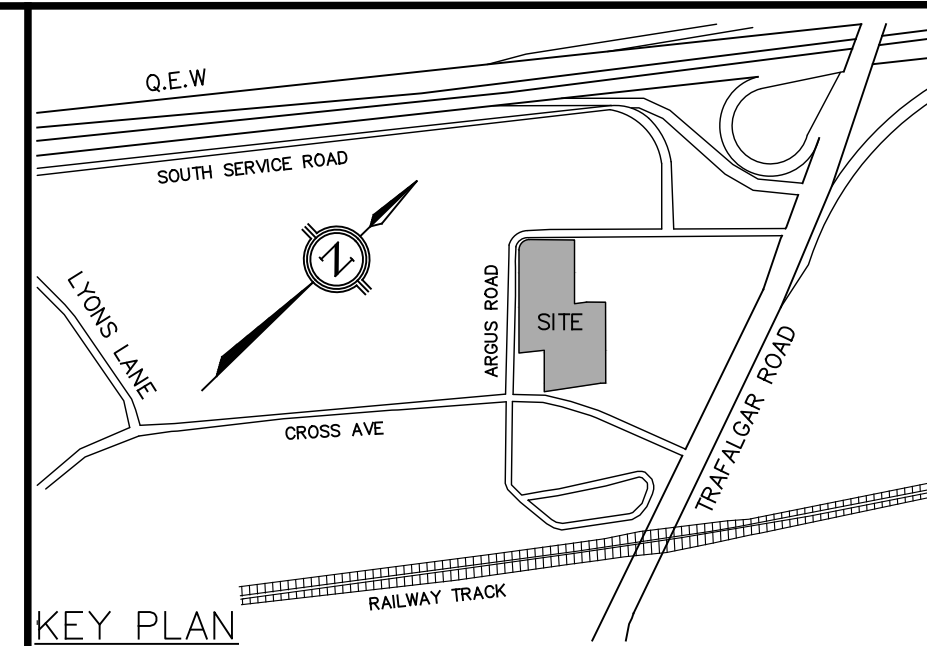 Q.E.W
SOUTH SERVICE ROAD
LYONS LANE
N
ARGUS ROAD
SITE
TRAFALGAR ROAD
CROSS AVE
RAILWAY TRACK
KEY PLAN